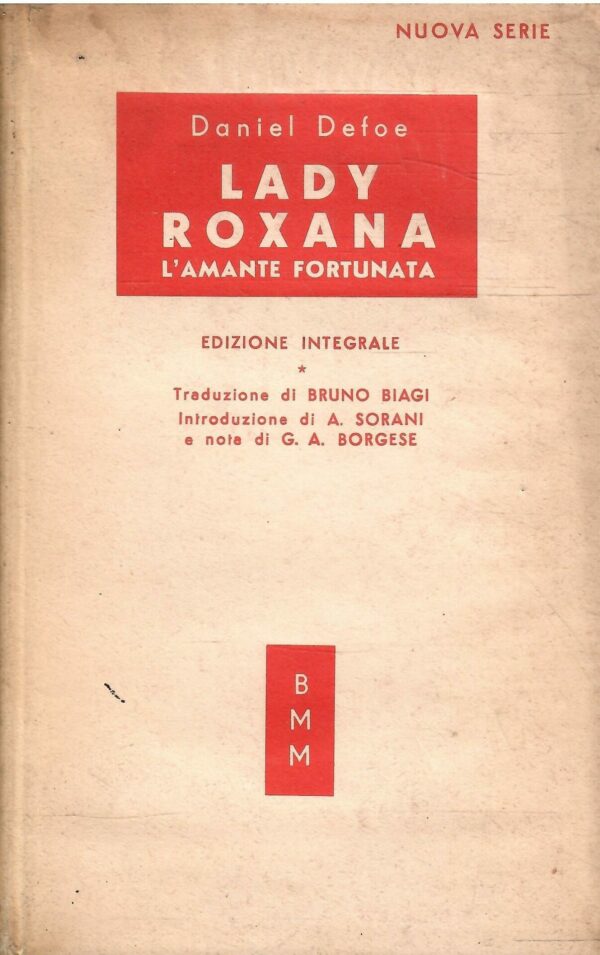 NUOVA SERIE
Daniel Defoe
LADY
ROXANA
L'AMANTE FORTUNATA
EDIZIONE INTEGRALE
*
Traduzione di BRUNO BIAGI
Introduzione di A. SORANI
e nota di G. A. BORGESE
B
M
M